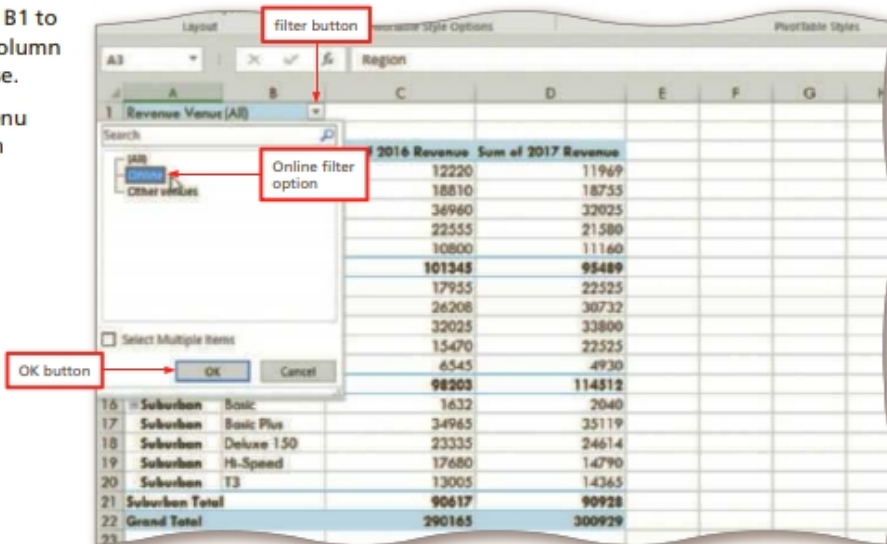 B1 to
olumn
se.
nu
n
Layout
filter button
PivotTable Style Options
PivotTable Styles
A3
fx
Region
A B C D E F G H
1 Revenue Venue (All)
Search
(All)
Online
Other venues
Online filter
option
2016 Revenue Sum of 2017 Revenue
12220 11969
18810 18755
36960 32025
22555 21580
10800 11160
101345 95489
17955 22525
26208 30732
32025 33800
15470 22525
6545 4930
98203 114512
Select Multiple Items
OK button
OK Cancel
16 Suburban Basic 1632 2040
17 Suburban Basic Plus 34965 35119
18 Suburban Deluxe 150 23335 24614
19 Suburban Hi-Speed 17680 14790
20 Suburban T3 13005 14365
21 Suburban Total 90617 90928
22 Grand Total 290165 300929
23